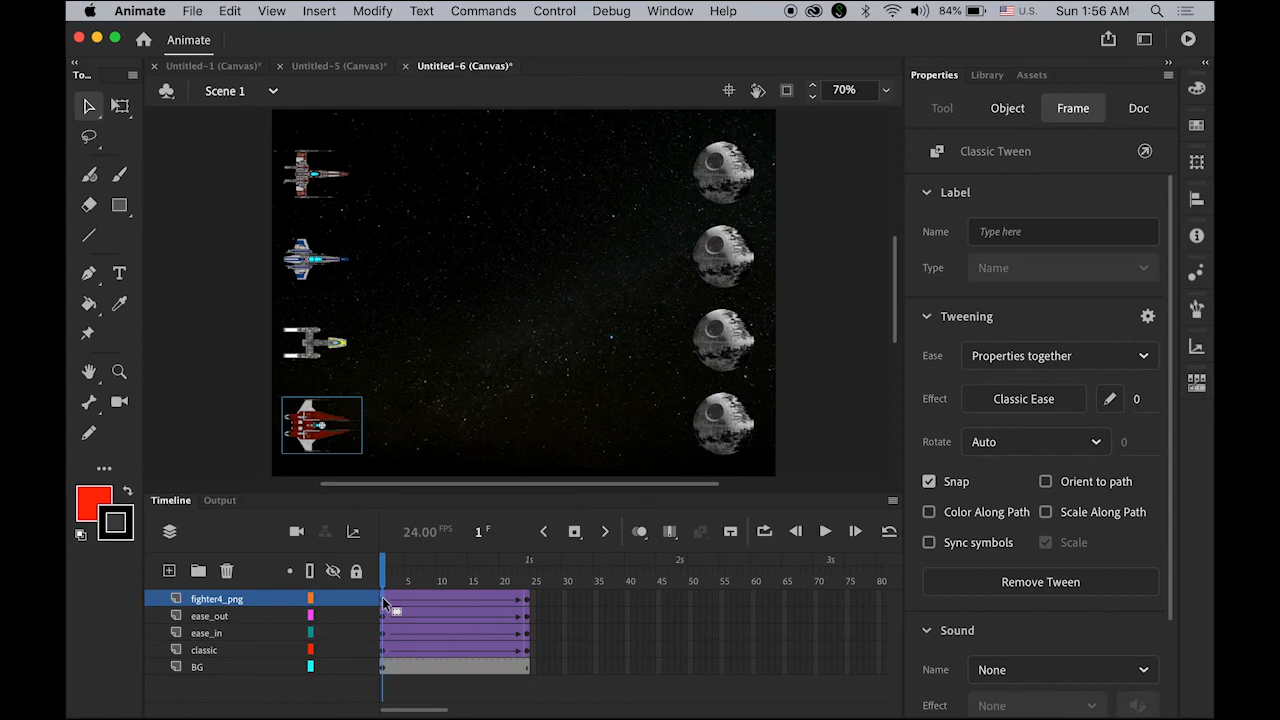 Animate File Edit View Insert Modify Text Commands Control Debug Window Help 84% U.S. Sun 1:56 AM
Animate
To... Untitled-1 (Canvas)* Untitled-5 (Canvas)* Untitled-6 (Canvas)* Properties Library Assets
Scene 1 70%
Tool Object Frame Doc
Classic Tween
Label
Name Type here
Type Name
Tweening
Ease Properties together
Effect Classic Ease 0
Rotate Auto 0
Snap Orient to path
Color Along Path Scale Along Path
Sync symbols Scale
Remove Tween
Sound
Name None
Effect None
Timeline Output
24.00 FPS 1 F
1s 2s 3s
5 10 15 20 25 30 35 40 45 50 55 60 65 70 75 80
fighter4_png
ease_out
ease_in
classic
BG